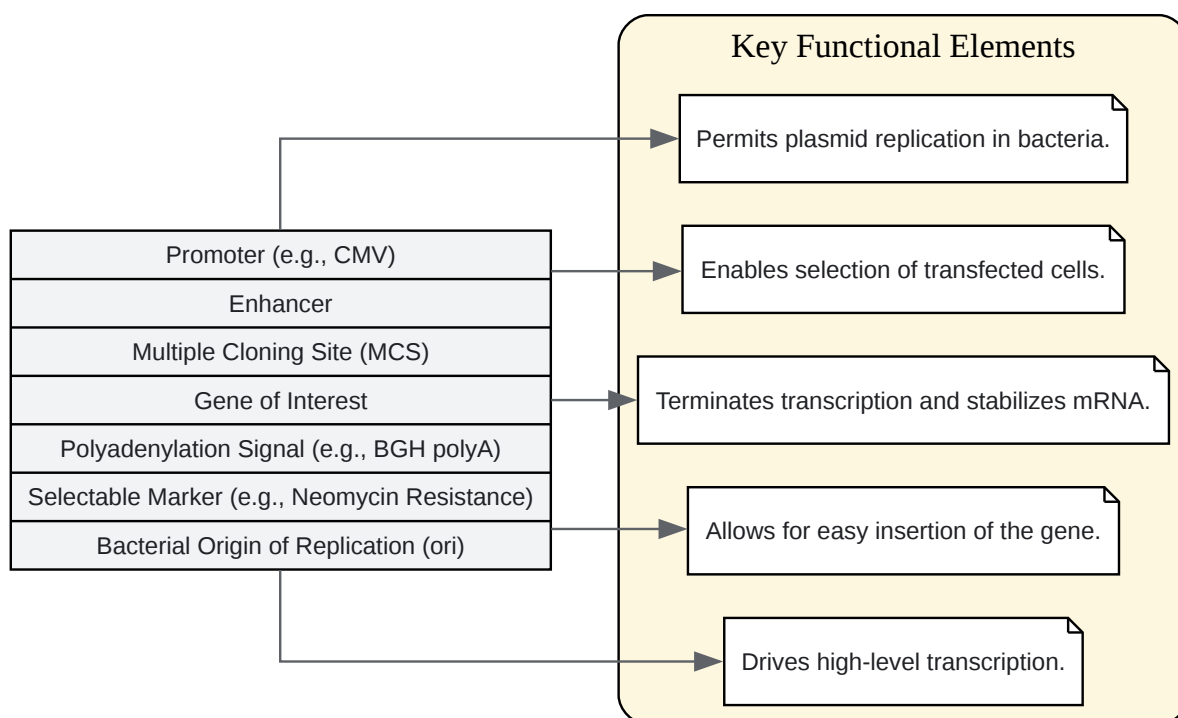 Key Functional Elements
Permits plasmid replication in bacteria.
Enables selection of transfected cells.
Terminates transcription and stabilizes mRNA.
Allows for easy insertion of the gene.
Drives high-level transcription.
Promoter (e.g., CMV)
Enhancer
Multiple Cloning Site (MCS)
Gene of Interest
Polyadenylation Signal (e.g., BGH polyA)
Selectable Marker (e.g., Neomycin Resistance)
Bacterial Origin of Replication (ori)